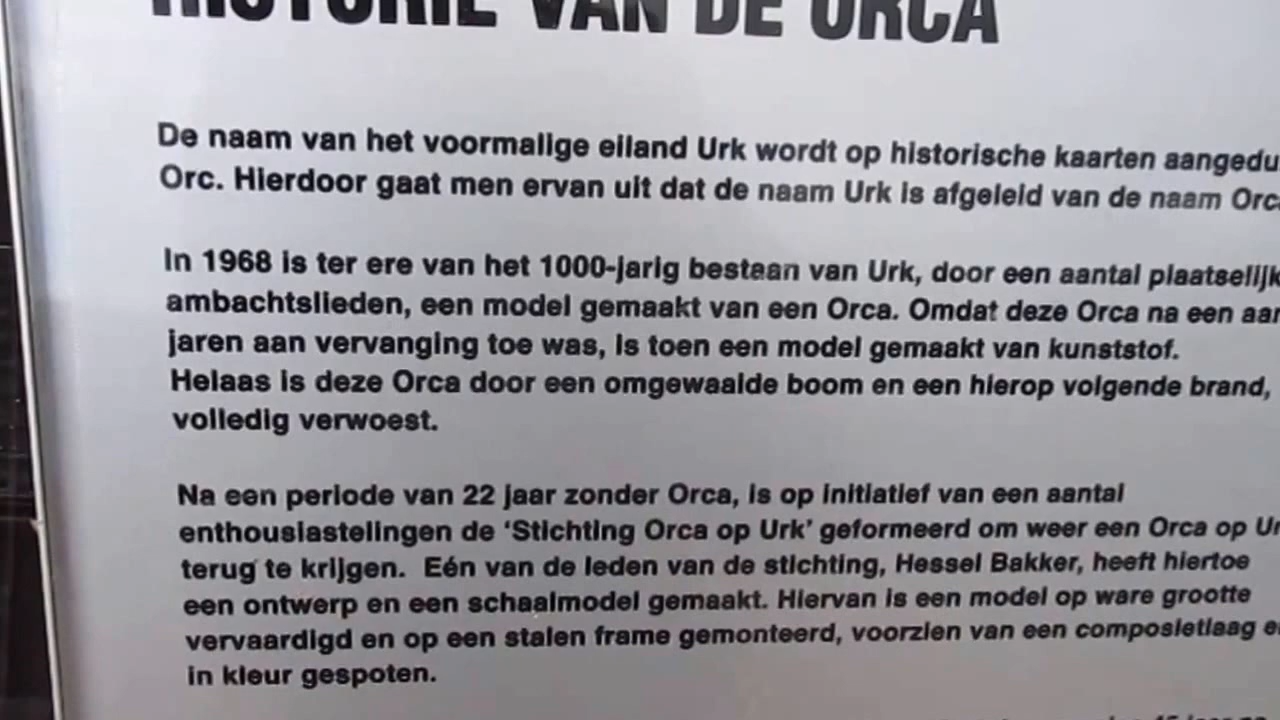 HISTORIE VAN DE ORCA
De naam van het voormalige eiland Urk wordt op historische kaarten aangedu
Orc. Hierdoor gaat men ervan uit dat de naam Urk is afgeleid van de naam Orc
In 1968 is ter ere van het 1000-jarig bestaan van Urk, door een aantal plaatselijk
ambachtslieden, een model gemaakt van een Orca. Omdat deze Orca na een aan
jaren aan vervanging toe was, is toen een model gemaakt van kunststof.
Helaas is deze Orca door een omgewaaide boom en een hierop volgende brand,
volledig verwoest.
Na een periode van 22 jaar zonder Orca, is op initiatief van een aantal
enthousiastelingen de ‘Stichting Orca op Urk’ geformeerd om weer een Orca op Ur
terug te krijgen. Eén van de leden van de stichting, Hessel Bakker, heeft hiertoe
een ontwerp en een schaalmodel gemaakt. Hiervan is een model op ware grootte
vervaardigd en op een stalen frame gemonteerd, voorzien van een composietlaag e
in kleur gespoten.